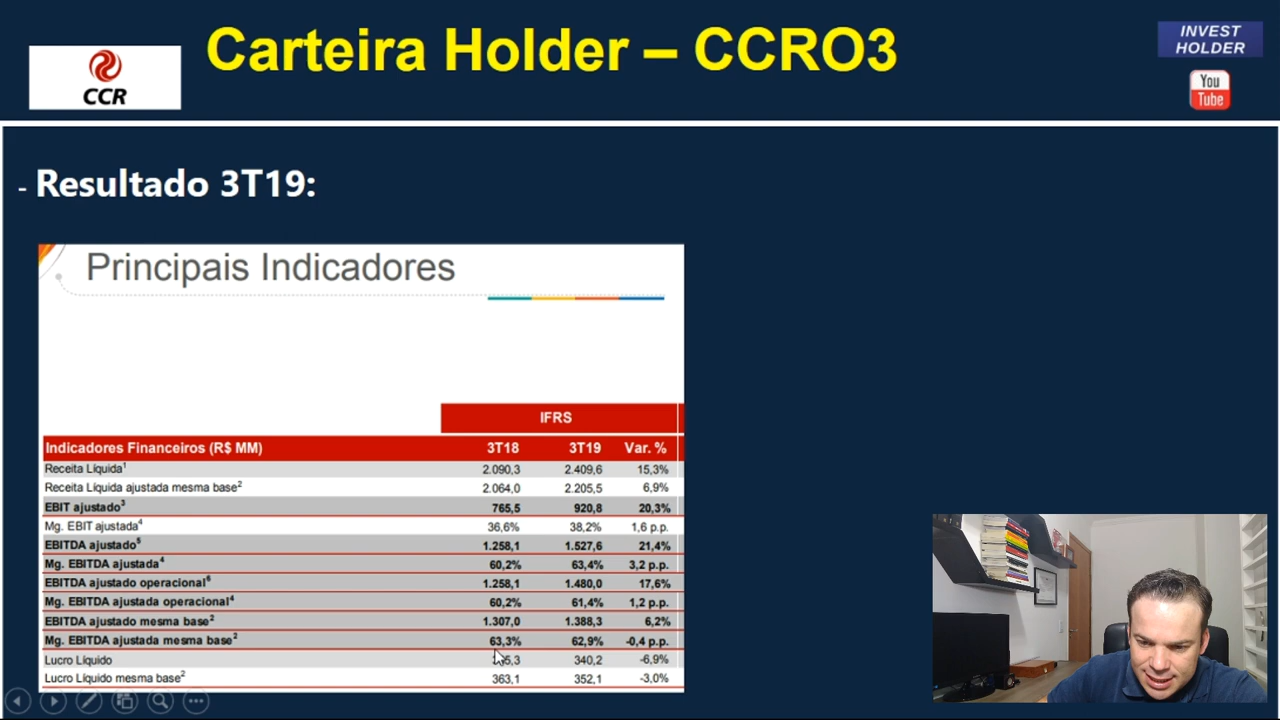 Carteira Holder – CCRO3
CCR
INVEST
HOLDER
You
Tube
- Resultado 3T19:
Principais Indicadores
IFRS
Indicadores Financeiros (R$ MM) 3T18 3T19 Var. %
Receita Líquida¹ 2.090,3 2.409,6 15,3%
Receita Líquida ajustada mesma base² 2.064,0 2.205,5 6,9%
EBIT ajustado³ 765,5 920,8 20,3%
Mg. EBIT ajustada⁴ 36,6% 38,2% 1,6 p.p.
EBITDA ajustado⁵ 1.258,1 1.527,6 21,4%
Mg. EBITDA ajustada⁴ 60,2% 63,4% 3,2 p.p.
EBITDA ajustado operacional⁶ 1.258,1 1.480,0 17,6%
Mg. EBITDA ajustada operacional⁴ 60,2% 61,4% 1,2 p.p.
EBITDA ajustado mesma base² 1.307,0 1.388,3 6,2%
Mg. EBITDA ajustada mesma base² 63,3% 62,9% -0,4 p.p.
Lucro Líquido 340,2 -6,9%
Lucro Líquido mesma base² 363,1 352,1 -3,0%